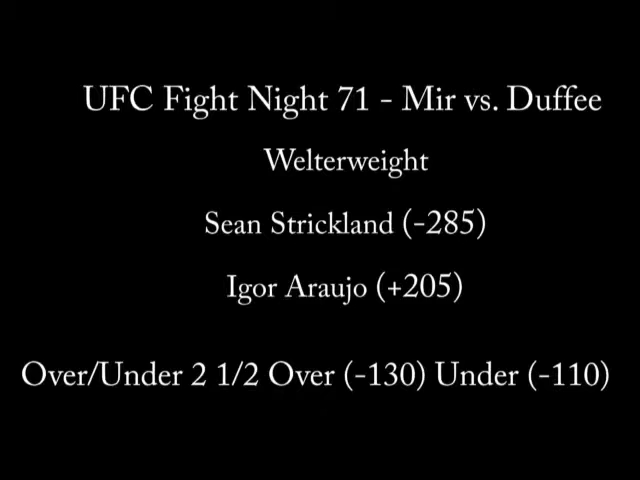 UFC Fight Night 71 - Mir vs. Duffee
Welterweight
Sean Strickland (-285)
Igor Araujo (+205)
Over/Under 2 1/2 Over (-130) Under (-110)